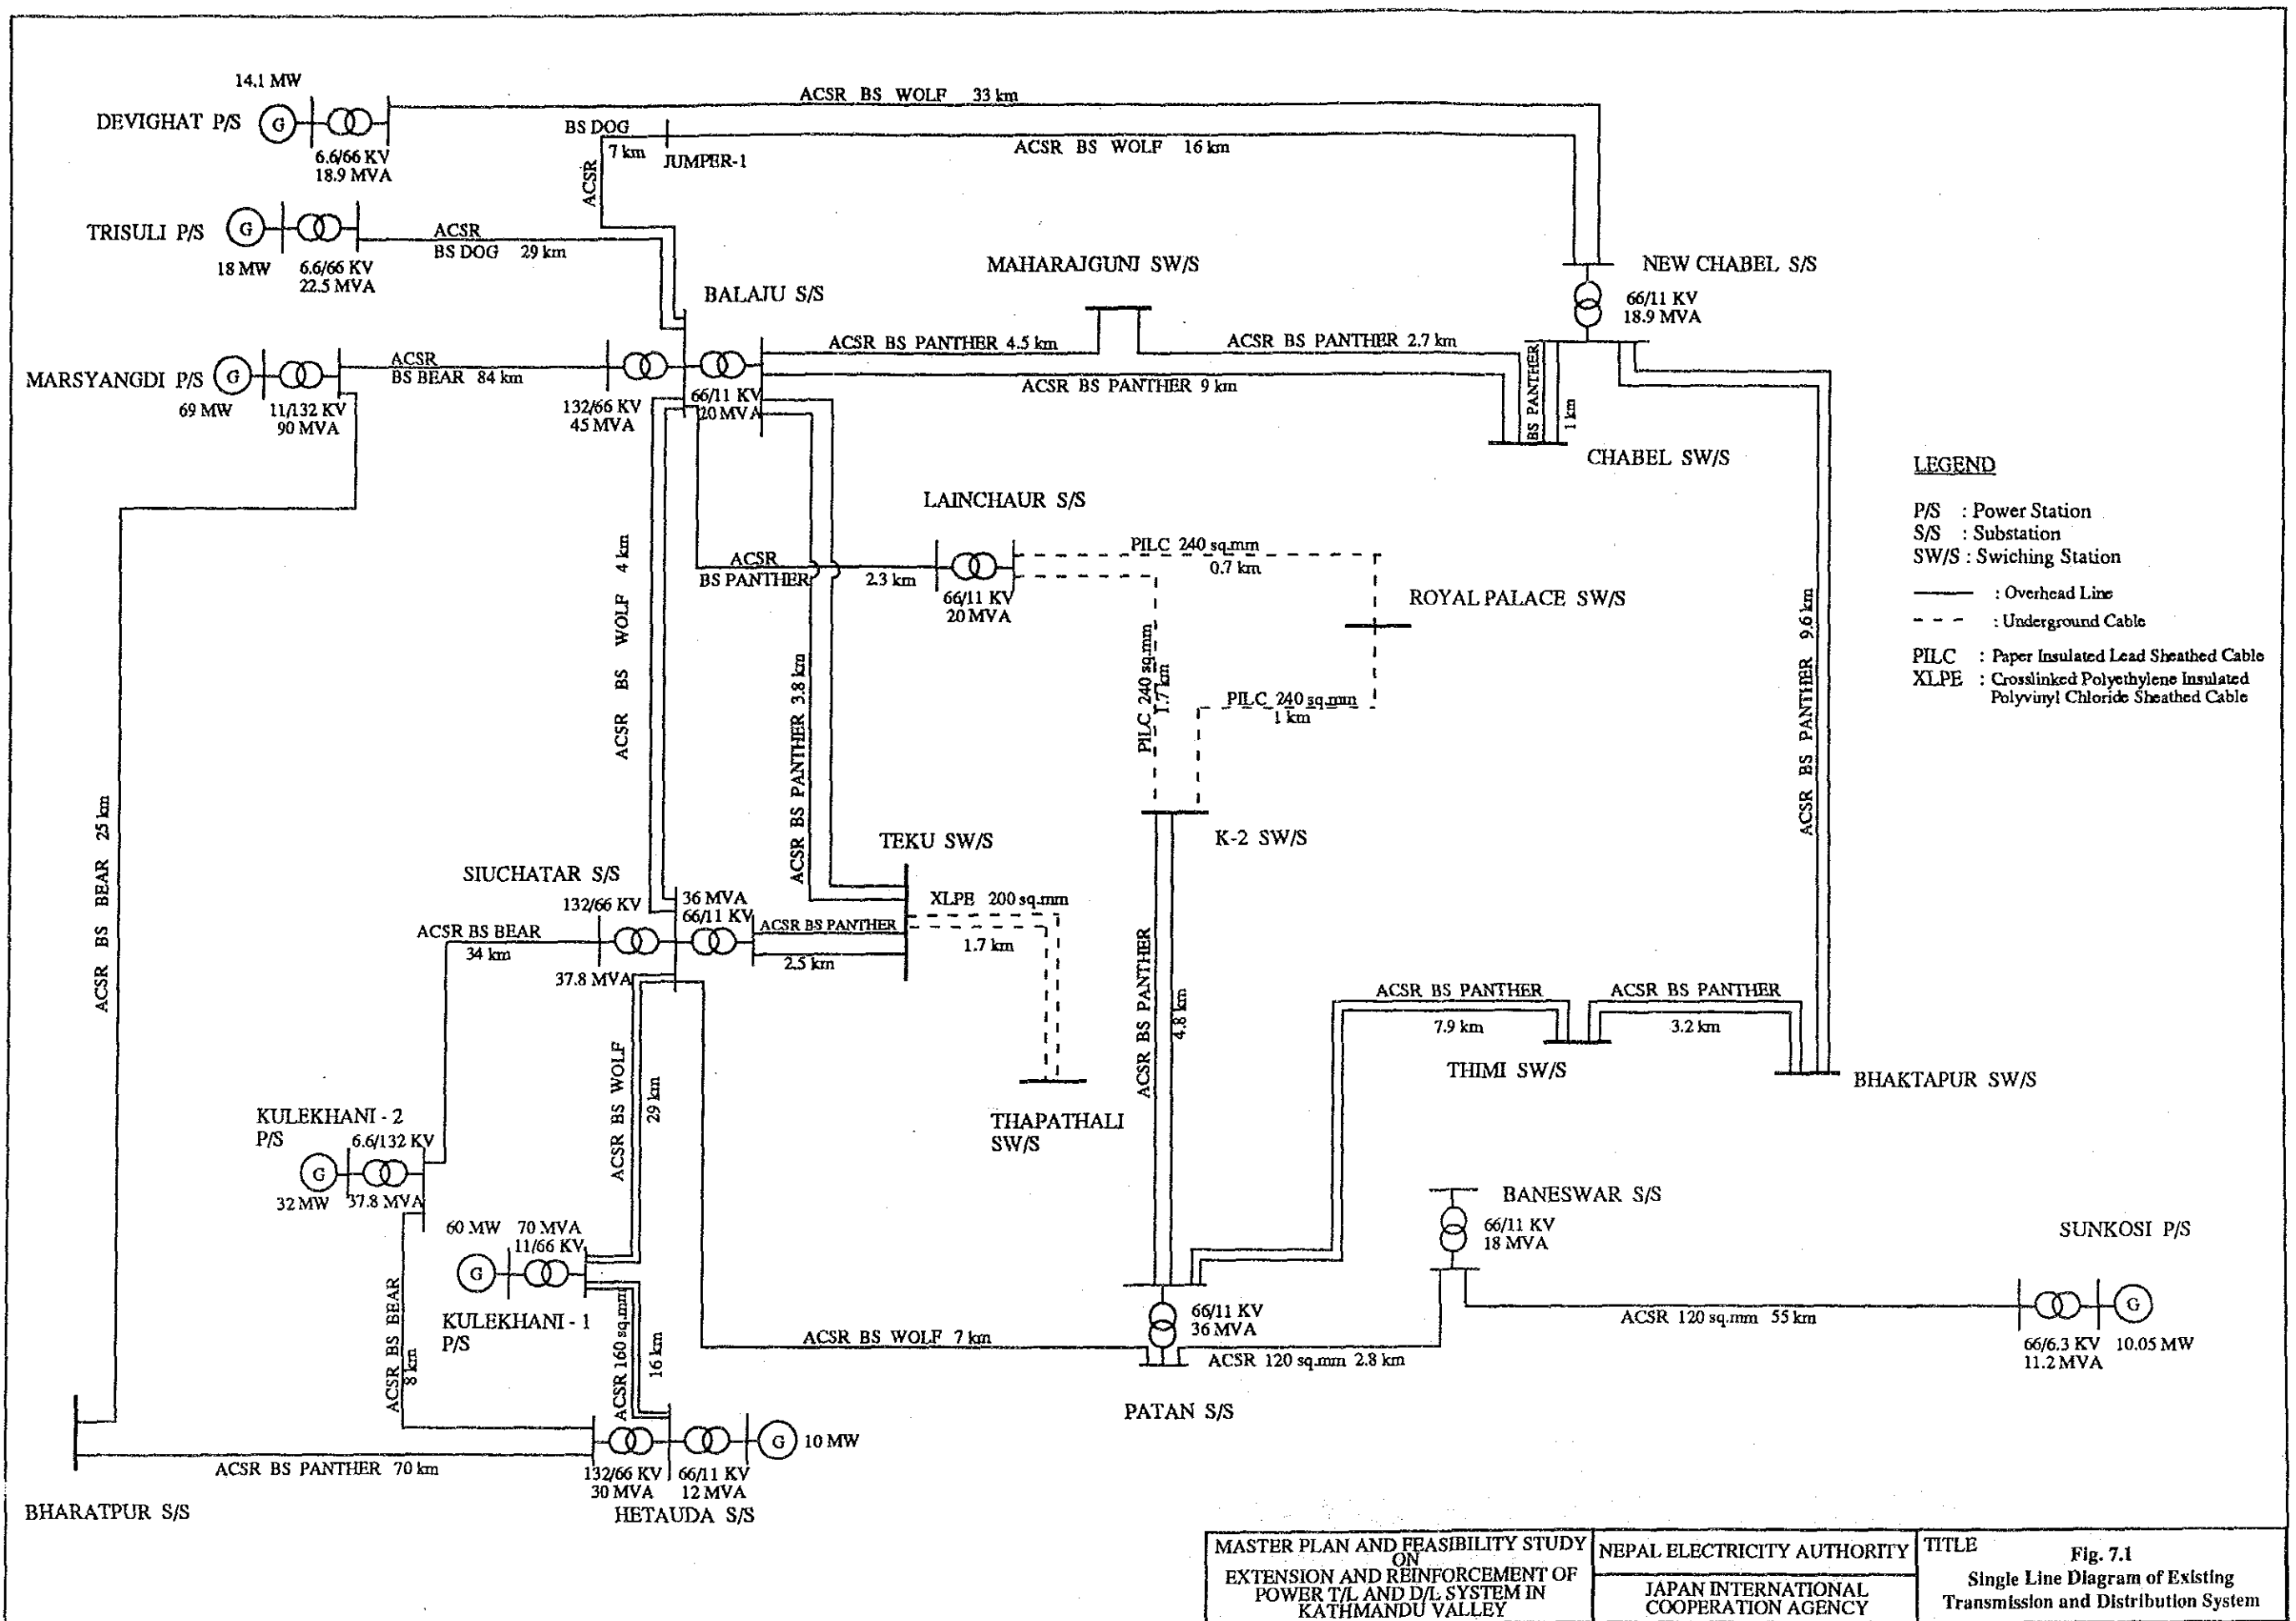 14.1 MW
DEVIGHAT P/S
G
6.6/66 KV
18.9 MVA
ACSR BS WOLF 33 km
BS DOG
7 km
ACSR
JUMPER-1
ACSR BS WOLF 16 km
TRISULI P/S
G
18 MW
6.6/66 KV
22.5 MVA
ACSR
BS DOG 29 km
BALAJU S/S
MAHARAJGUNJ SW/S
NEW CHABEL S/S
66/11 KV
18.9 MVA
MARSYANGDI P/S
G
69 MW
11/132 KV
90 MVA
ACSR
BS BEAR 84 km
132/66 KV
45 MVA
66/11 KV
20 MVA
ACSR BS PANTHER 4.5 km
ACSR BS PANTHER 2.7 km
ACSR BS PANTHER 9 km
BS PANTHER
1 km
CHABEL SW/S
LAINCHAUR S/S
ACSR
BS PANTHER 2.3 km
66/11 KV
20 MVA
PILC 240 sq.mm
0.7 km
ROYAL PALACE SW/S
PILC 240 sq.mm
1.7 km
PILC 240 sq.mm
1 km
K-2 SW/S
LEGEND
P/S : Power Station
S/S : Substation
SW/S : Swiching Station
: Overhead Line
: Underground Cable
PILC : Paper Insulated Lead Sheathed Cable
XLPE : Crosslinked Polyethylene Insulated
Polyvinyl Chloride Sheathed Cable
ACSR BS WOLF 4 km
ACSR BS PANTHER 3.8 km
ACSR BS PANTHER 9.6 km
ACSR BS BEAR 25 km
TEKU SW/S
SIUCHATAR S/S
132/66 KV
37.8 MVA
36 MVA
66/11 KV
ACSR BS BEAR
34 km
ACSR BS PANTHER
2.5 km
XLPE 200 sq.mm
1.7 km
THAPATHALI
SW/S
ACSR BS WOLF
29 km
ACSR BS PANTHER
4.8 km
ACSR BS PANTHER
7.9 km
ACSR BS PANTHER
3.2 km
THIMI SW/S
BHAKTAPUR SW/S
KULEKHANI - 2
P/S
G
32 MW
6.6/132 KV
37.8 MVA
60 MW
70 MVA
11/66 KV
G
KULEKHANI - 1
P/S
ACSR BS BEAR
8 km
ACSR 160 sq.mm
16 km
BANESWAR S/S
66/11 KV
18 MVA
SUNKOSI P/S
G
66/6.3 KV
11.2 MVA
10.05 MW
ACSR 120 sq.mm 55 km
66/11 KV
36 MVA
ACSR BS WOLF 7 km
ACSR 120 sq.mm 2.8 km
PATAN S/S
G
10 MW
ACSR BS PANTHER 70 km
132/66 KV
30 MVA
66/11 KV
12 MVA
BHARATPUR S/S
HETAUDA S/S
MASTER PLAN AND FEASIBILITY STUDY
ON
EXTENSION AND REINFORCEMENT OF
POWER T/L AND D/L SYSTEM IN
KATHMANDU VALLEY
NEPAL ELECTRICITY AUTHORITY
JAPAN INTERNATIONAL
COOPERATION AGENCY
TITLE
Fig. 7.1
Single Line Diagram of Existing
Transmission and Distribution System